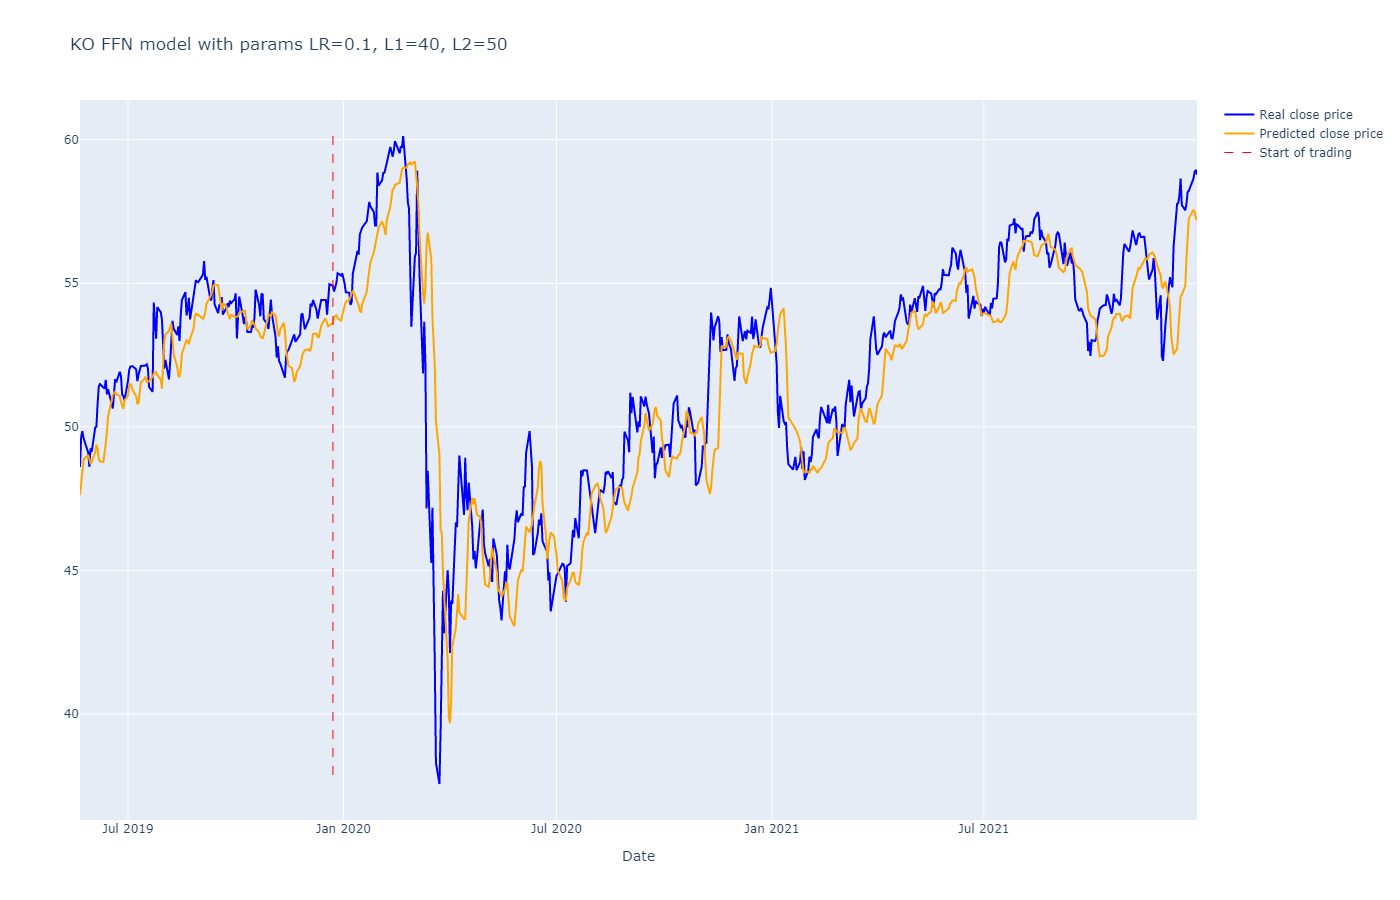 KO FFN model with params LR=0.1, L1=40, L2=50
Real close price
Predicted close price
Start of trading
60
55
50
45
40
Jul 2019
Jan 2020
Jul 2020
Jan 2021
Jul 2021
Date